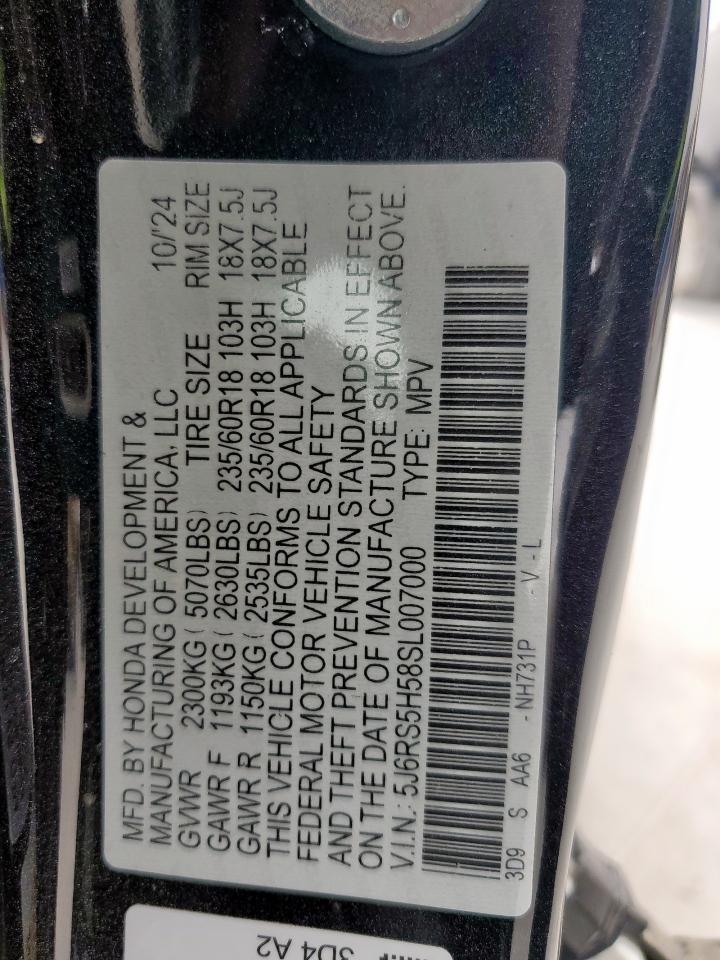 MFD. BY HONDA DEVELOPMENT &
MANUFACTURING OF AMERICA, LLC 10/'24
GVWR 2300KG ( 5070LBS) TIRE SIZE RIM SIZE
GAWR F 1193KG ( 2630LBS) 235/60R18 103H 18X7.5J
GAWR R 1150KG ( 2535LBS) 235/60R18 103H 18X7.5J
THIS VEHICLE CONFORMS TO ALL APPLICABLE
FEDERAL MOTOR VEHICLE SAFETY
AND THEFT PREVENTION STANDARDS IN EFFECT
ON THE DATE OF MANUFACTURE SHOWN ABOVE.
V.I.N.: 5J6RS5H58SL007000 TYPE: MPV
3D9 S AA6 -NH731P -V-L
3D4 A2